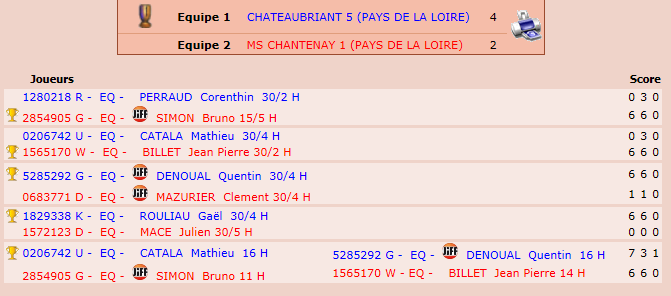 Equipe 1 CHATEAUBRIANT 5 (PAYS DE LA LOIRE) 4
Equipe 2 MS CHANTENAY 1 (PAYS DE LA LOIRE) 2
Joueurs Score
1280218 R - EQ - PERRAUD Corenthin 30/2 H 0 3 0
2854905 G - EQ - JIFF SIMON Bruno 15/5 H 6 6 0
0206742 U - EQ - CATALA Mathieu 30/4 H 0 3 0
1565170 W - EQ - BILLET Jean Pierre 30/2 H 6 6 0
5285292 G - EQ - JIFF DENOUAL Quentin 30/4 H 6 6 0
0683771 D - EQ - JIFF MAZURIER Clement 30/4 H 1 1 0
1829338 K - EQ - ROULIAU Gaël 30/4 H 6 6 0
1572123 D - EQ - MACE Julien 30/5 H 0 0 0
0206742 U - EQ - CATALA Mathieu 16 H 5285292 G - EQ - JIFF DENOUAL Quentin 16 H 7 3 1
2854905 G - EQ - JIFF SIMON Bruno 11 H 1565170 W - EQ - BILLET Jean Pierre 14 H 6 6 0